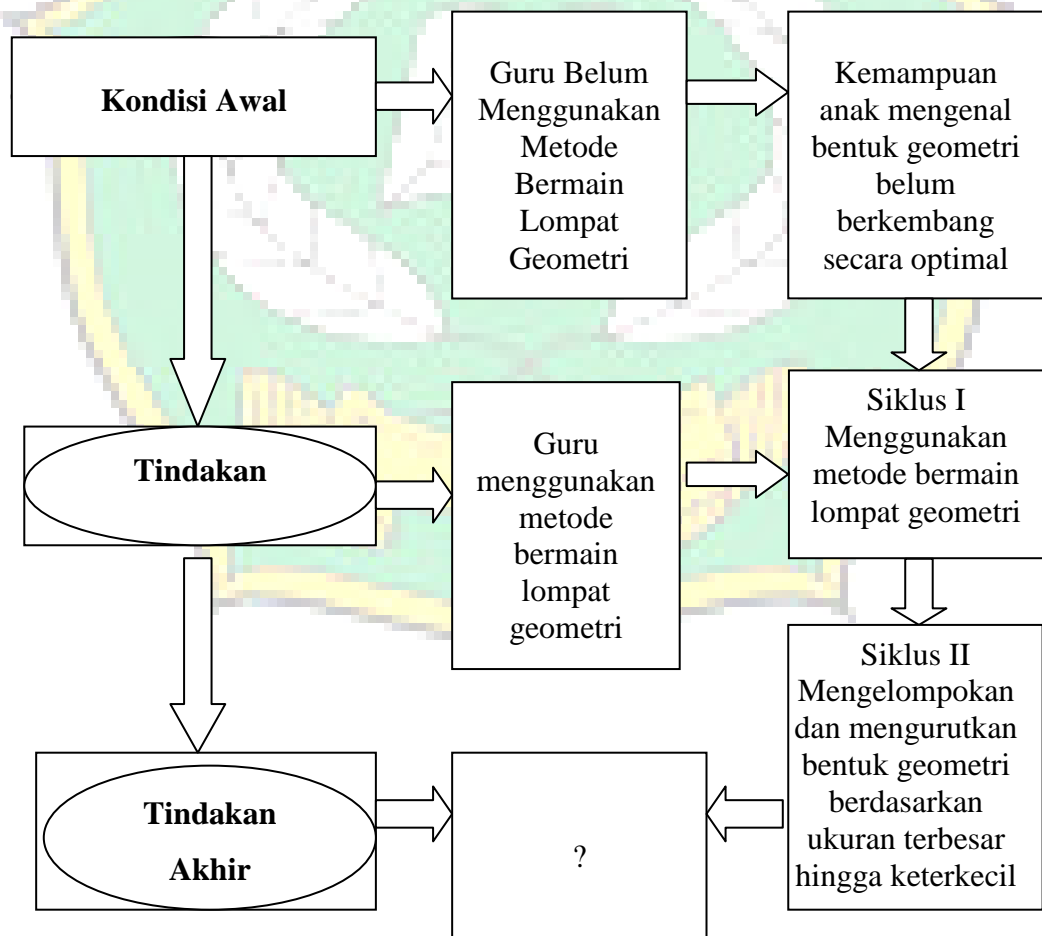 Kondisi Awal
Guru Belum
Menggunakan
Metode
Bermain
Lompat
Geometri
Kemampuan
anak mengenal
bentuk geometri
belum
berkembang
secara optimal
Tindakan
Guru
menggunakan
metode
bermain
lompat
geometri
Siklus I
Menggunakan
metode bermain
lompat geometri
Siklus II
Mengelompokan
dan mengurutkan
bentuk geometri
berdasarkan
ukuran terbesar
hingga keterkecil
Tindakan
Akhir
?